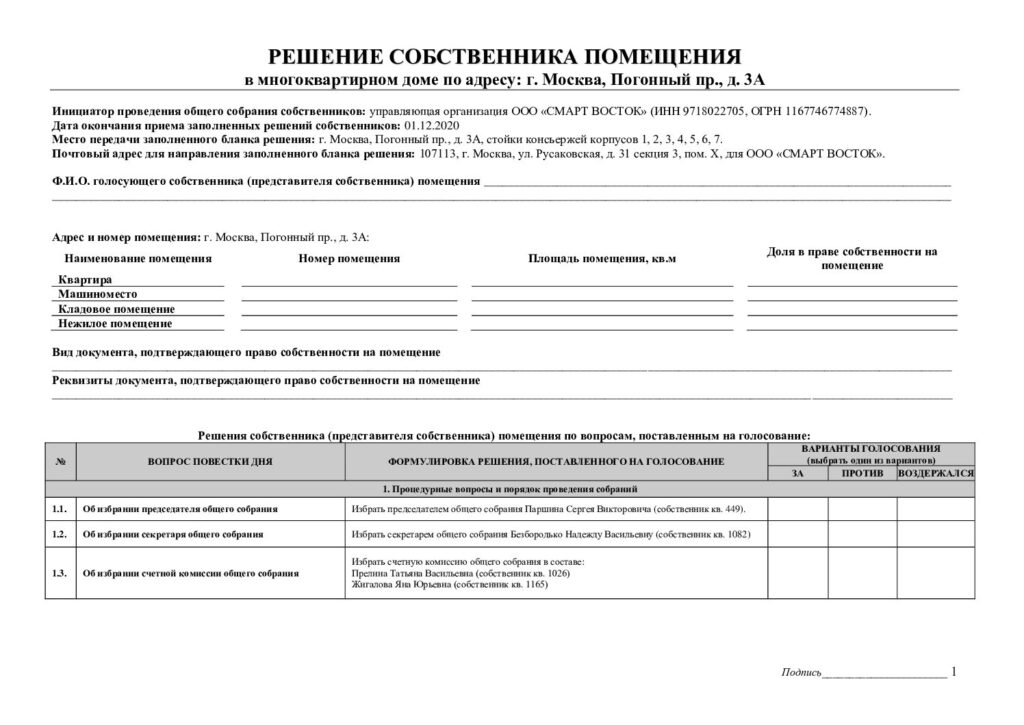 РЕШЕНИЕ СОБСТВЕННИКА ПОМЕЩЕНИЯ
в многоквартирном доме по адресу: г. Москва, Погонный пр., д. 3А
Инициатор проведения общего собрания собственников: управляющая организация ООО «СМАРТ ВОСТОК» (ИНН 9718022705, ОГРН 1167746774887).
Дата окончания приема заполненных решений собственников: 01.12.2020
Место передачи заполненного бланка решения: г. Москва, Погонный пр., д. 3А, стойки консьержей корпусов 1, 2, 3, 4, 5, 6, 7.
Почтовый адрес для направления заполненного бланка решения: 107113, г. Москва, ул. Русаковская, д. 31 секция 3, пом. X, для ООО «СМАРТ ВОСТОК».
Ф.И.О. голосующего собственника (представителя собственника) помещения
Адрес и номер помещения: г. Москва, Погонный пр., д. 3А:
Наименование помещения Номер помещения Площадь помещения, кв.м Доля в праве собственности на
помещение
Квартира
Машиноместо
Кладовое помещение
Нежилое помещение
Вид документа, подтверждающего право собственности на помещение
Реквизиты документа, подтверждающего право собственности на помещение
Решения собственника (представителя собственника) помещения по вопросам, поставленным на голосование:
№ ВОПРОС ПОВЕСТКИ ДНЯ ФОРМУЛИРОВКА РЕШЕНИЯ, ПОСТАВЛЕННОГО НА ГОЛОСОВАНИЕ ВАРИАНТЫ ГОЛОСОВАНИЯ
(выбрать один из вариантов)
ЗА ПРОТИВ ВОЗДЕРЖАЛСЯ
1. Процедурные вопросы и порядок проведения собраний
1.1. Об избрании председателя общего собрания Избрать председателем общего собрания Паршина Сергея Викторовича (собственник кв. 449).
1.2. Об избрании секретаря общего собрания Избрать секретарем общего собрания Безбородько Надежду Васильевну (собственник кв. 1082)
1.3. Об избрании счетной комиссии общего собрания Избрать счетную комиссию общего собрания в составе:
Прелина Татьяна Васильевна (собственник кв. 1026)
Жигалова Яна Юрьевна (собственник кв. 1165)
Подпись 1